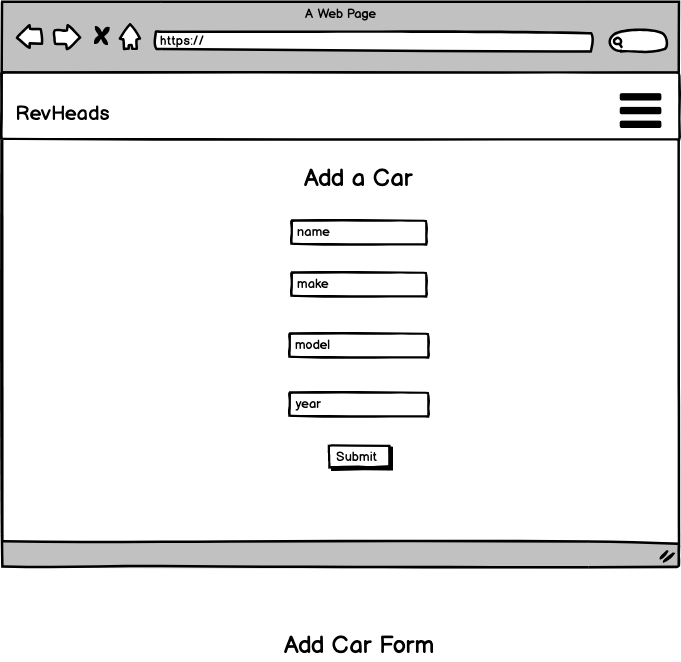 A Web Page
https://
RevHeads
Add a Car
name
make
model
year
Submit
Add Car Form